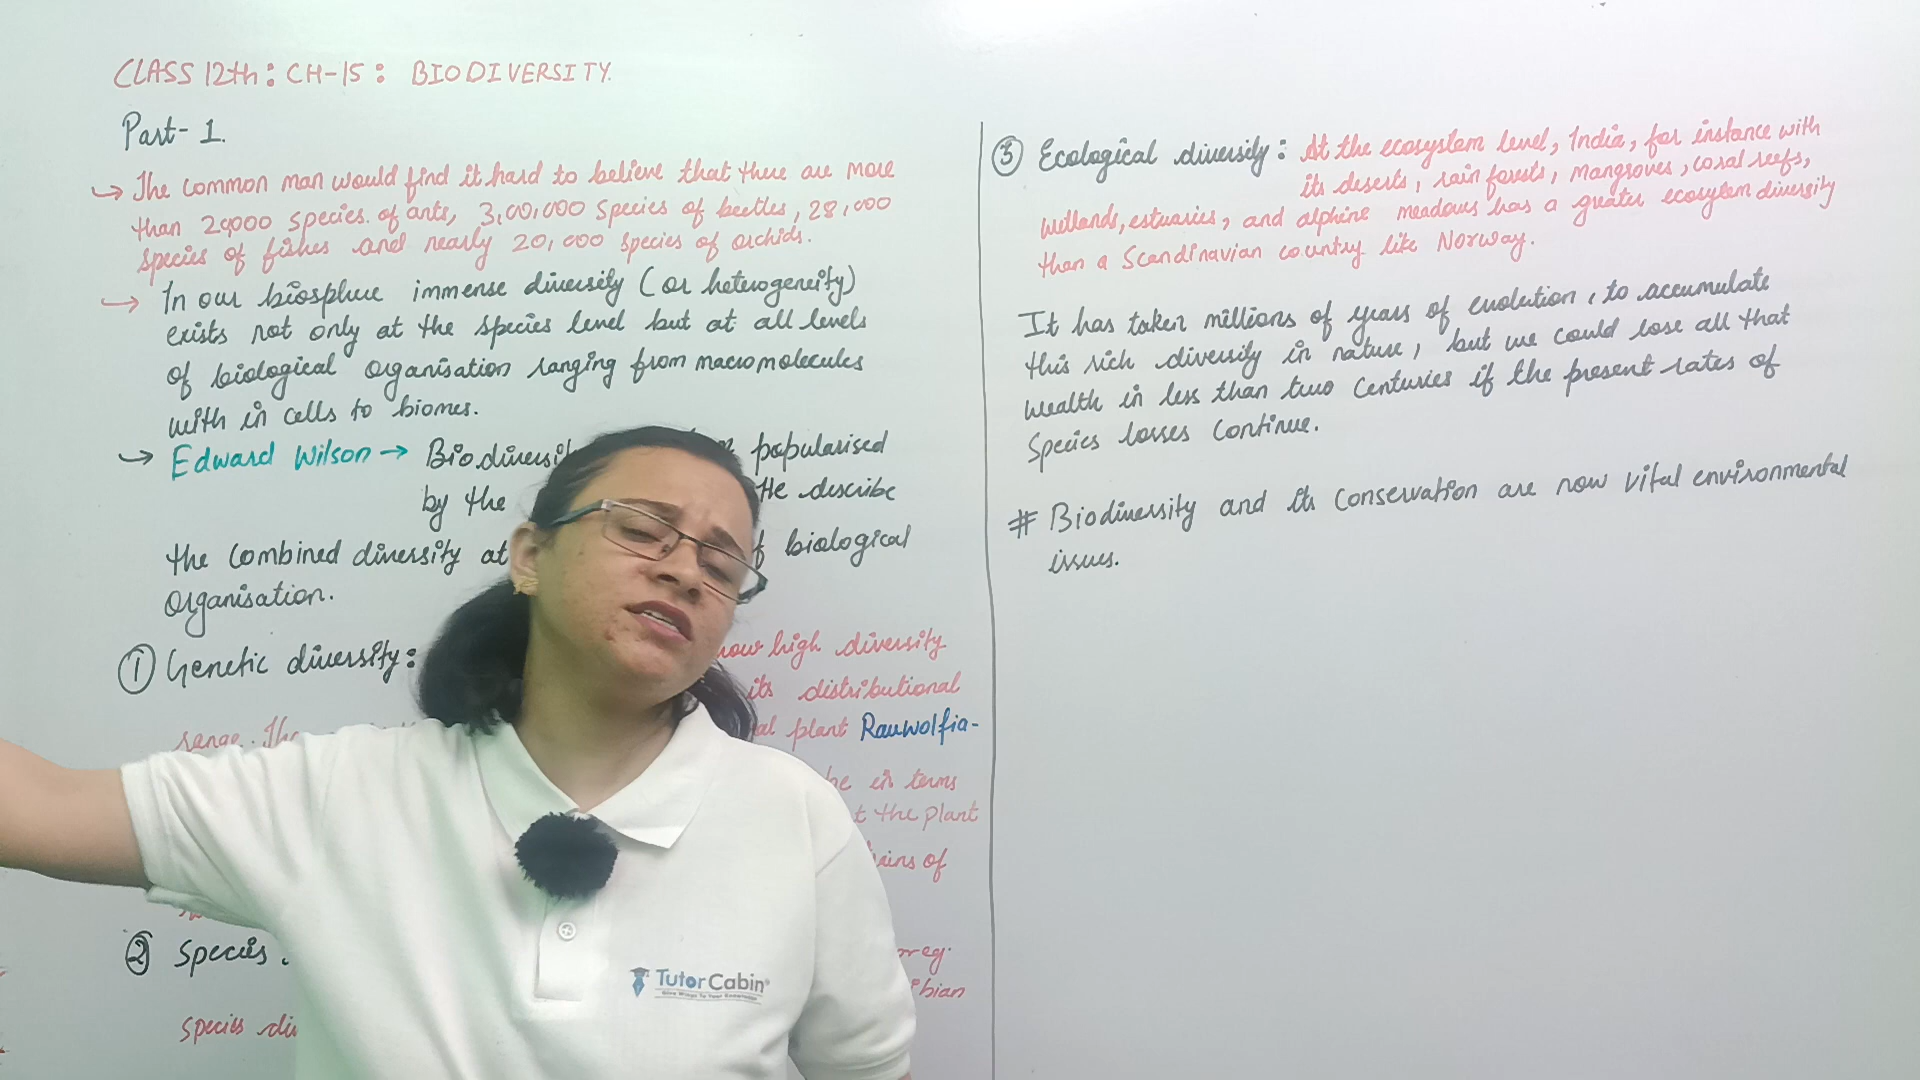 CLASS 12th: CH-15: BIODIVERSITY.
Part- 1.
→ The common man would find it hard to believe that there are more
than 20,000 species of ants, 3,00,000 species of beetles, 28,000
species of fishes and nearly 20,000 species of orchids.
→ In our biosphere immense diversity (or heterogeneity)
exists not only at the species level but at all levels
of biological organisation ranging from macromolecules
with in cells to biomes.
→ Edward Wilson → Biodiversity popularised
by the He describe
the combined diversity at of biological
organisation.
① Genetic diversity: high diversity
its distributional
range. plant Rauwolfia-
in terms
the plant
of
② Species
species
③ Ecological diversity: At the ecosystem level, India, for instance with
its deserts, rain forests, mangroves, coral reefs,
wetlands, estuaries, and alphine meadows has a greater ecosystem diversity
than a Scandinavian country like Norway.
It has taken millions of years of evolution, to accumulate
this rich diversity in nature, but we could lose all that
wealth in less than two centuries if the present rates of
species losses continue.
# Biodiversity and its conservation are now vital environmental
issues.
TutorCabin